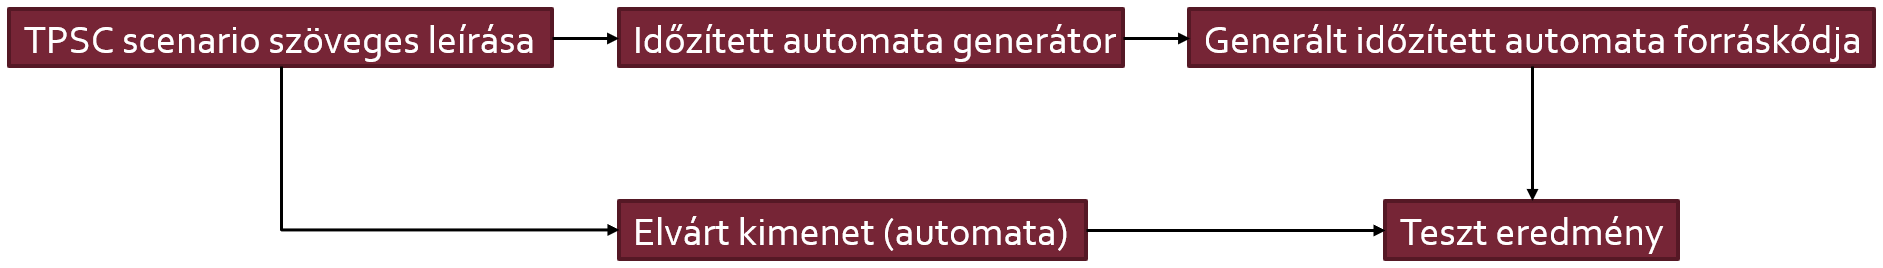 TPSC scenario szöveges leírása
Időzített automata generátor
Generált időzített automata forráskódja
Elvárt kimenet (automata)
Teszt eredmény